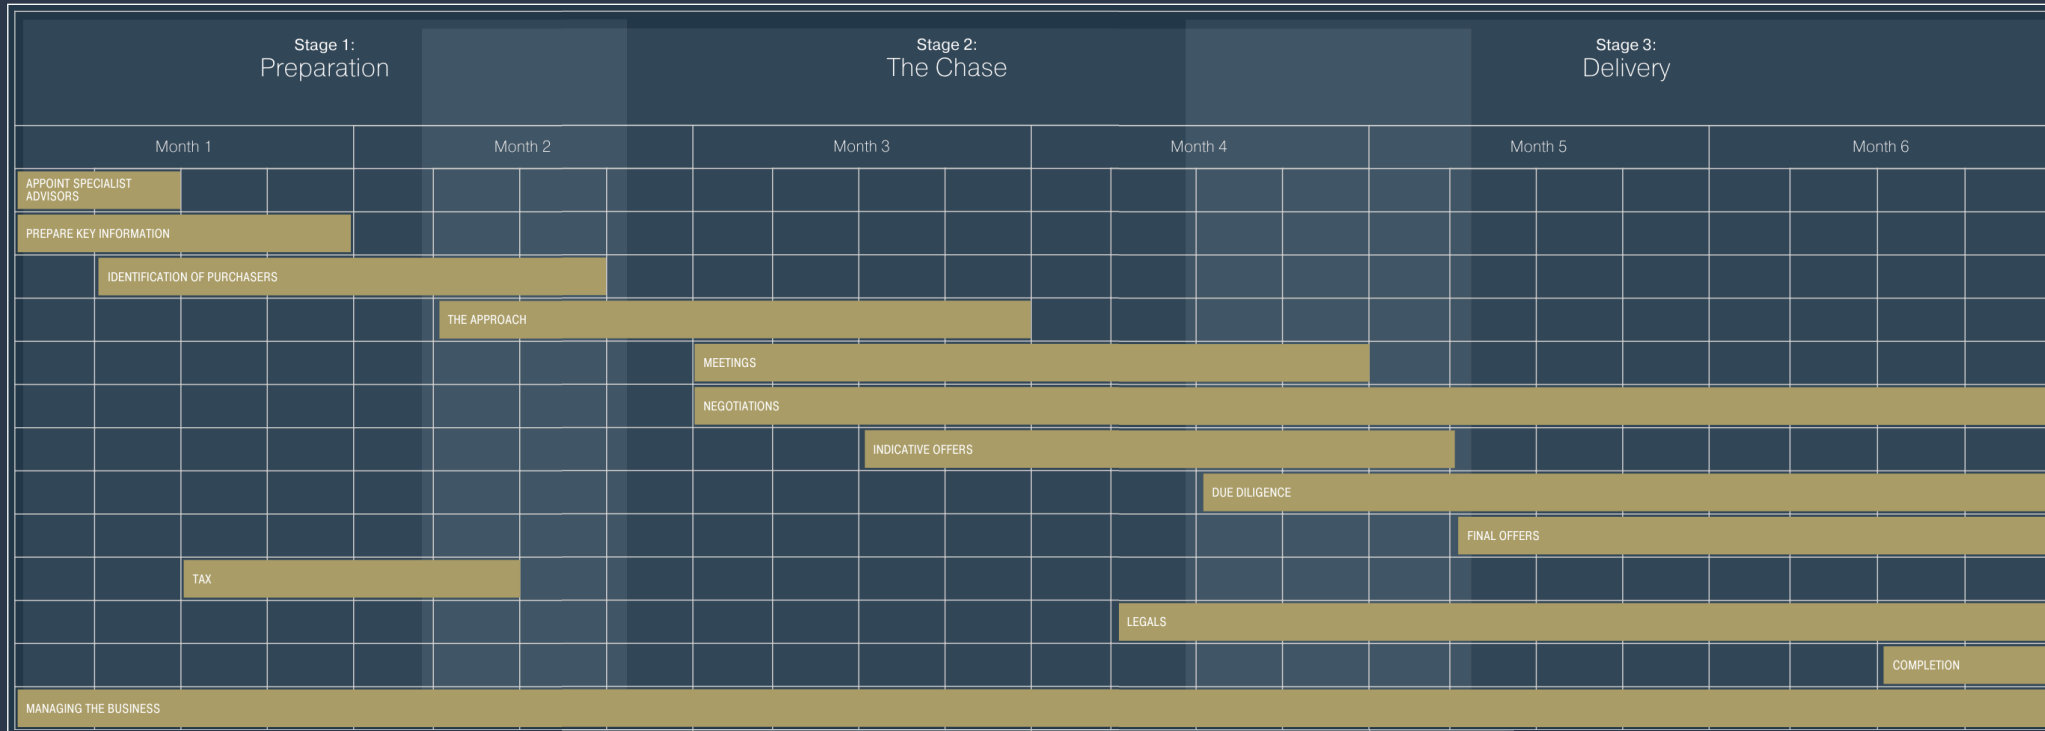 Stage 1:
Preparation
Stage 2:
The Chase
Stage 3:
Delivery
Month 1
Month 2
Month 3
Month 4
Month 5
Month 6
APPOINT SPECIALIST
ADVISORS
PREPARE KEY INFORMATION
IDENTIFICATION OF PURCHASERS
THE APPROACH
MEETINGS
NEGOTIATIONS
INDICATIVE OFFERS
DUE DILIGENCE
FINAL OFFERS
TAX
LEGALS
COMPLETION
MANAGING THE BUSINESS